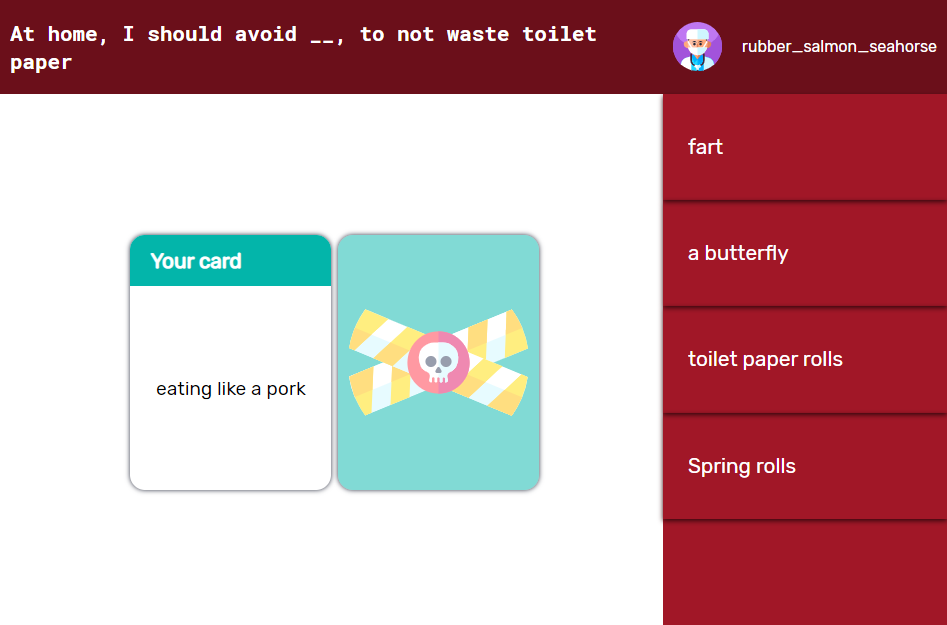 At home, I should avoid __, to not waste toilet
paper
rubber_salmon_seahorse
Your card
eating like a pork
fart
a butterfly
toilet paper rolls
Spring rolls